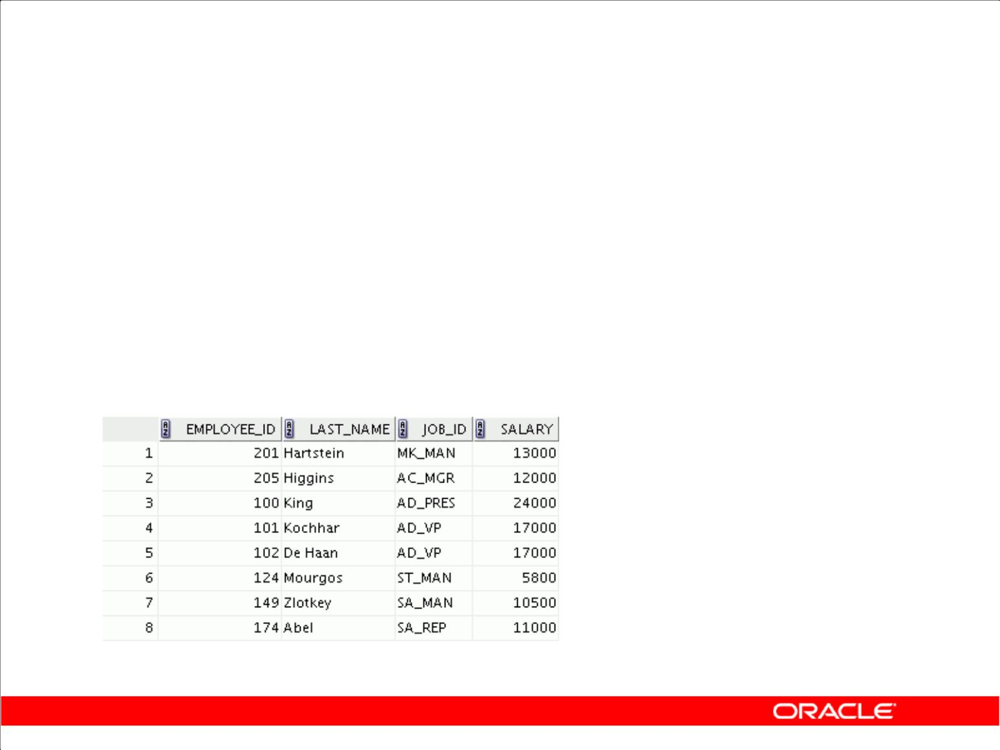 EMPLOYEE_ID LAST_NAME JOB_ID SALARY
1 201 Hartstein MK_MAN 13000
2 205 Higgins AC_MGR 12000
3 100 King AD_PRES 24000
4 101 Kochhar AD_VP 17000
5 102 De Haan AD_VP 17000
6 124 Mourgos ST_MAN 5800
7 149 Zlotkey SA_MAN 10500
8 174 Abel SA_REP 11000
ORACLE